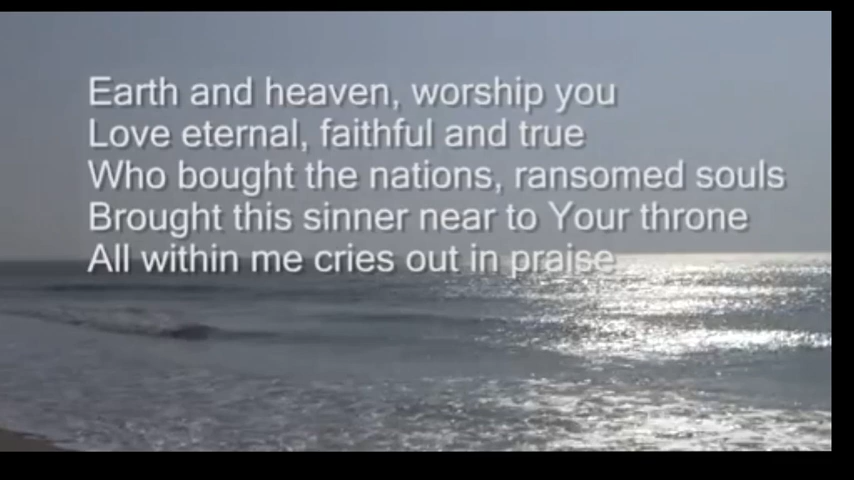 Earth and heaven, worship you
Love eternal, faithful and true
Who bought the nations, ransomed souls
Brought this sinner near to Your throne
All within me cries out in praise